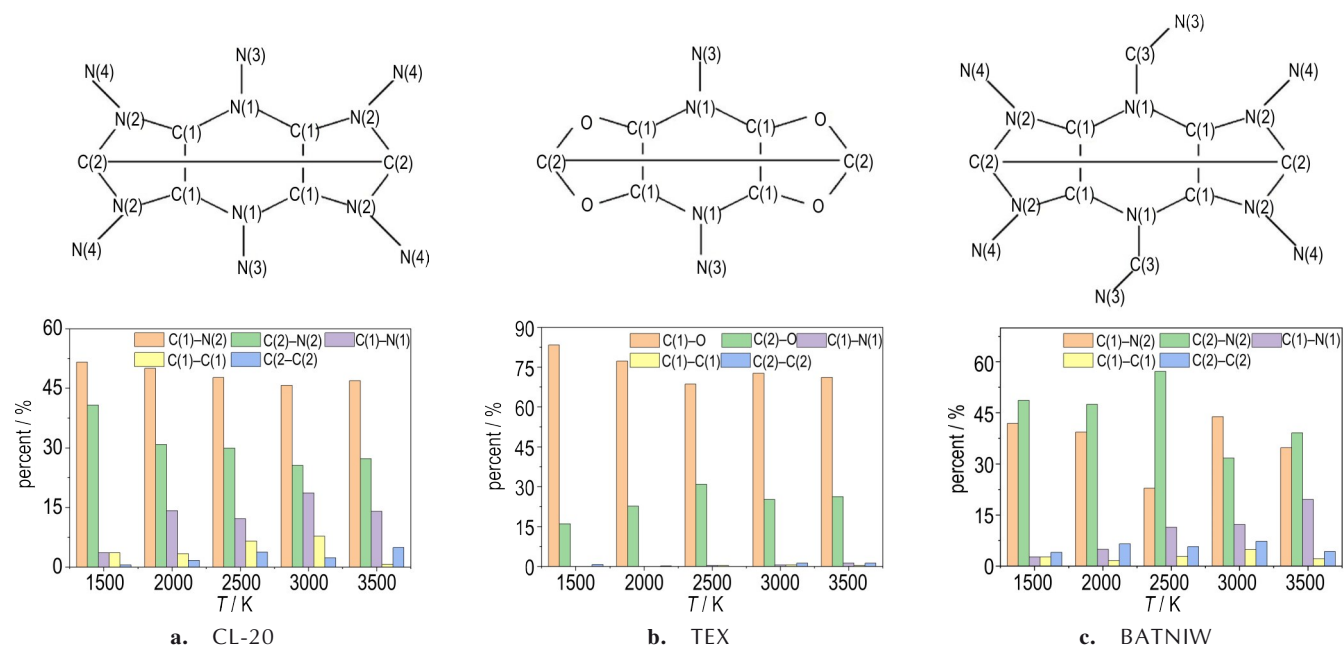 N(3)
N(4) N(4)
N(1)
N(2) N(2)
C(1) C(1)
C(2) C(2)
C(1) C(1)
N(2) N(1) N(2)
N(4) N(4)
N(3)
N(3)
N(1)
O C(1) C(1) O
C(2) C(2)
O C(1) C(1) O
N(1)
N(3)
N(3)
C(3)
N(4) N(4)
N(1)
N(2) N(2)
C(1) C(1)
C(2) C(2)
C(1) C(1)
N(2) N(1) N(2)
N(4) N(4)
C(3)
N(3)
percent / %
60
45
30
15
0
C(1)–N(2) C(2)–N(2) C(1)–N(1)
C(1)–C(1) C(2)–C(2)
1500 2000 2500 3000 3500
T / K
a. CL-20
percent / %
90
75
60
45
30
15
0
C(1)–O C(2)–O C(1)–N(1)
C(1)–C(1) C(2)–C(2)
1500 2000 2500 3000 3500
T / K
b. TEX
percent / %
60
45
30
15
0
C(1)–N(2) C(2)–N(2) C(1)–N(1)
C(1)–C(1) C(2)–C(2)
1500 2000 2500 3000 3500
T / K
c. BATNIW